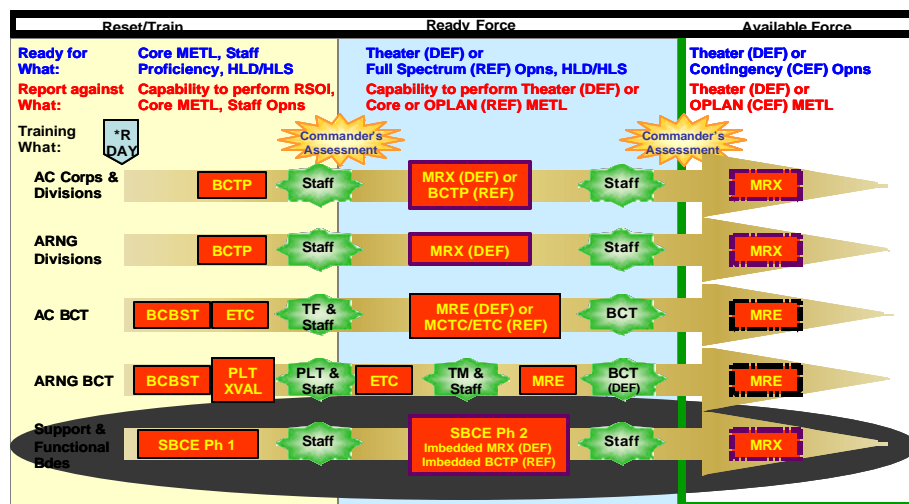 Reset/Train
Ready Force
Available Force
Ready for
What:
Core METL, Staff
Proficiency, HLD/HLS
Theater (DEF) or
Full Spectrum (REF) Opns, HLD/HLS
Theater (DEF) or
Contingency (CEF) Opns
Report against
What:
Capability to perform RSOI,
Core METL, Staff Opns
Capability to perform Theater (DEF) or
Core or OPLAN (REF) METL
Theater (DEF) or
OPLAN (CEF) METL
Training
What:
*R
DAY
Commander's
Assessment
Commander's
Assessment
AC Corps &
Divisions
BCTP
Staff
MRX (DEF) or
BCTP (REF)
Staff
MRX
ARNG
Divisions
BCTP
Staff
MRX (DEF)
Staff
MRX
AC BCT
BCBST
ETC
TF &
Staff
MRE (DEF) or
MCTC/ETC (REF)
BCT
MRE
ARNG BCT
BCBST
PLT
XVAL
PLT &
Staff
ETC
TM &
Staff
MRE
BCT
(DEF)
MRE
Support &
Functional
Bdes
SBCE Ph 1
Staff
SBCE Ph 2
Imbedded MRX (DEF)
Imbedded BCTP (REF)
Staff
MRX